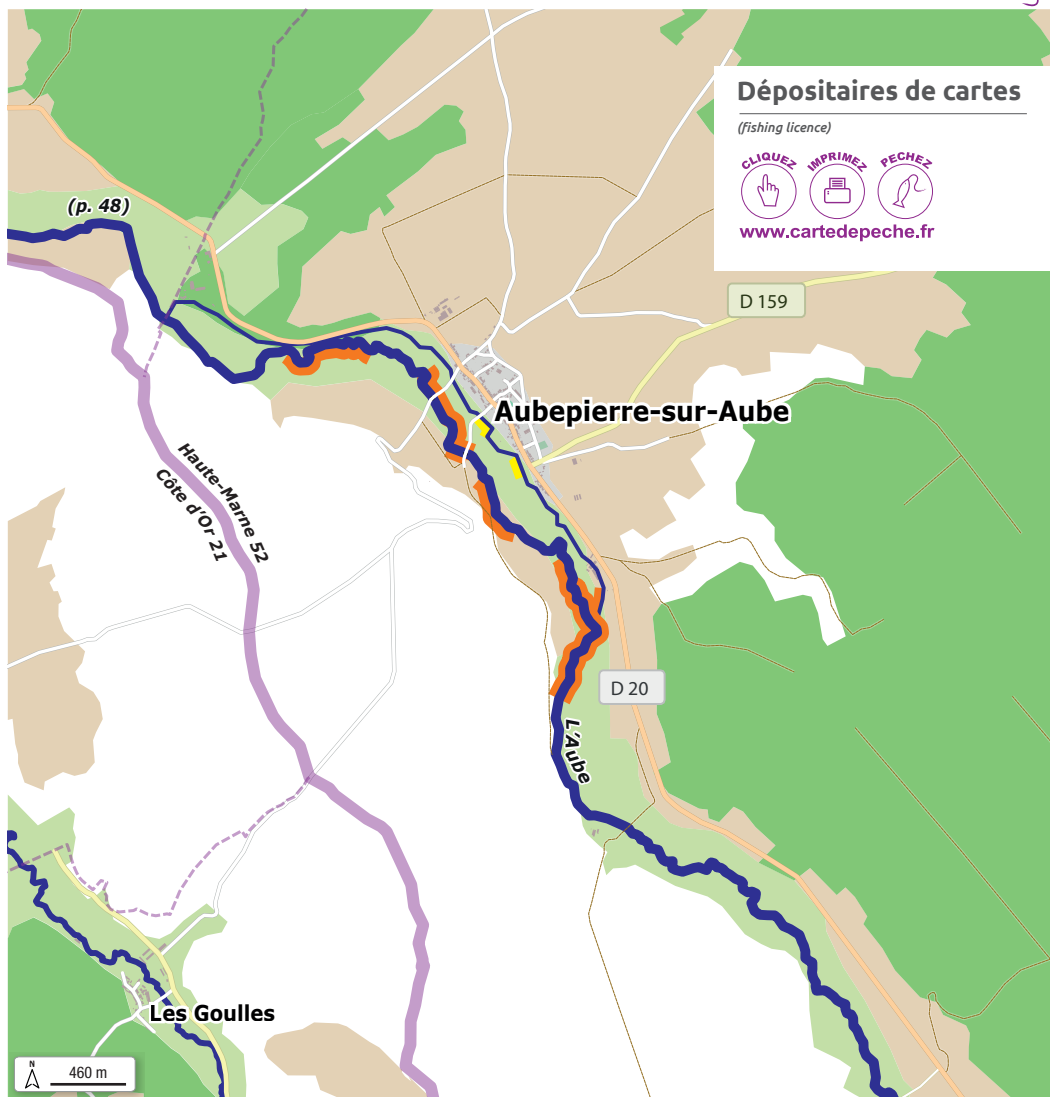 Dépositaires de cartes
(fishing licence)
CLIQUEZ
IMPRIMEZ
PECHEZ
www.cartedepeche.fr
(p. 48)
D 159
Aubepierre-sur-Aube
Haute-Marne 52
Côte d'Or 21
D 20
L'Aube
Les Goulles
N
460 m